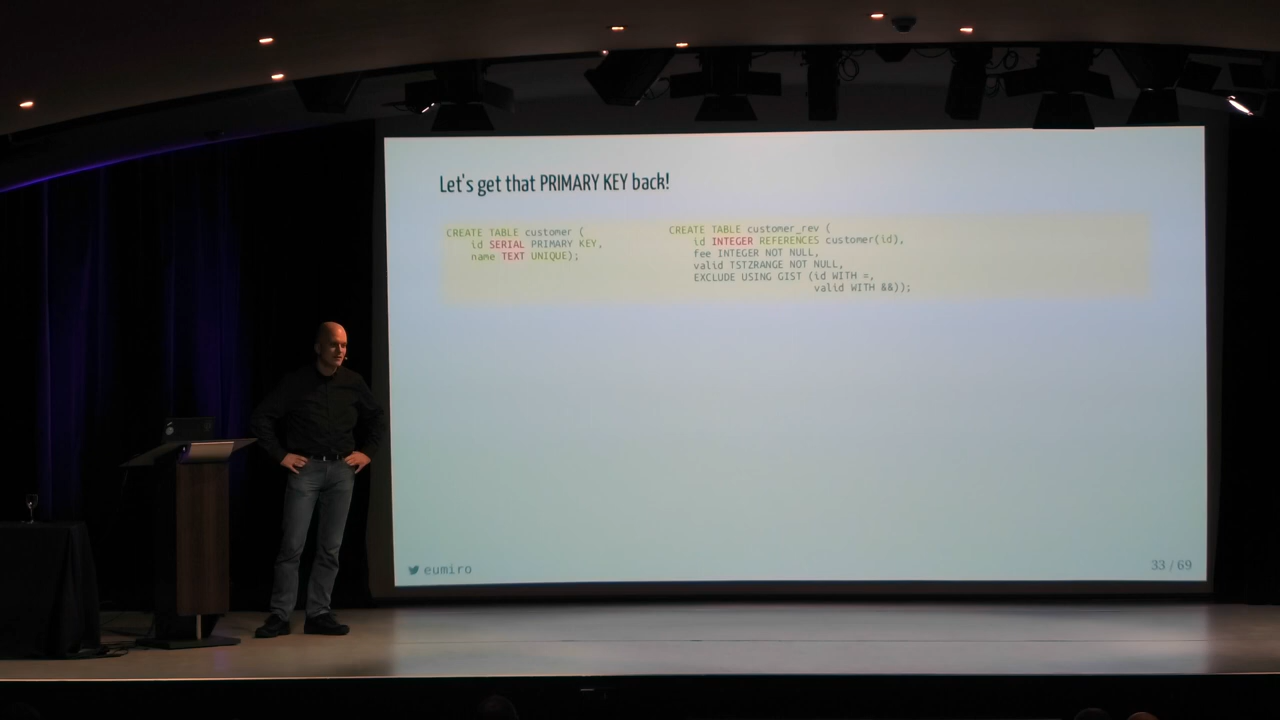 Let's get that PRIMARY KEY back!
CREATE TABLE customer (
id SERIAL PRIMARY KEY,
name TEXT UNIQUE);
CREATE TABLE customer_rev (
id INTEGER REFERENCES customer(id),
fee INTEGER NOT NULL,
valid TSTZRANGE NOT NULL,
EXCLUDE USING GIST (id WITH =,
valid WITH &&));
eumiro
33 / 69